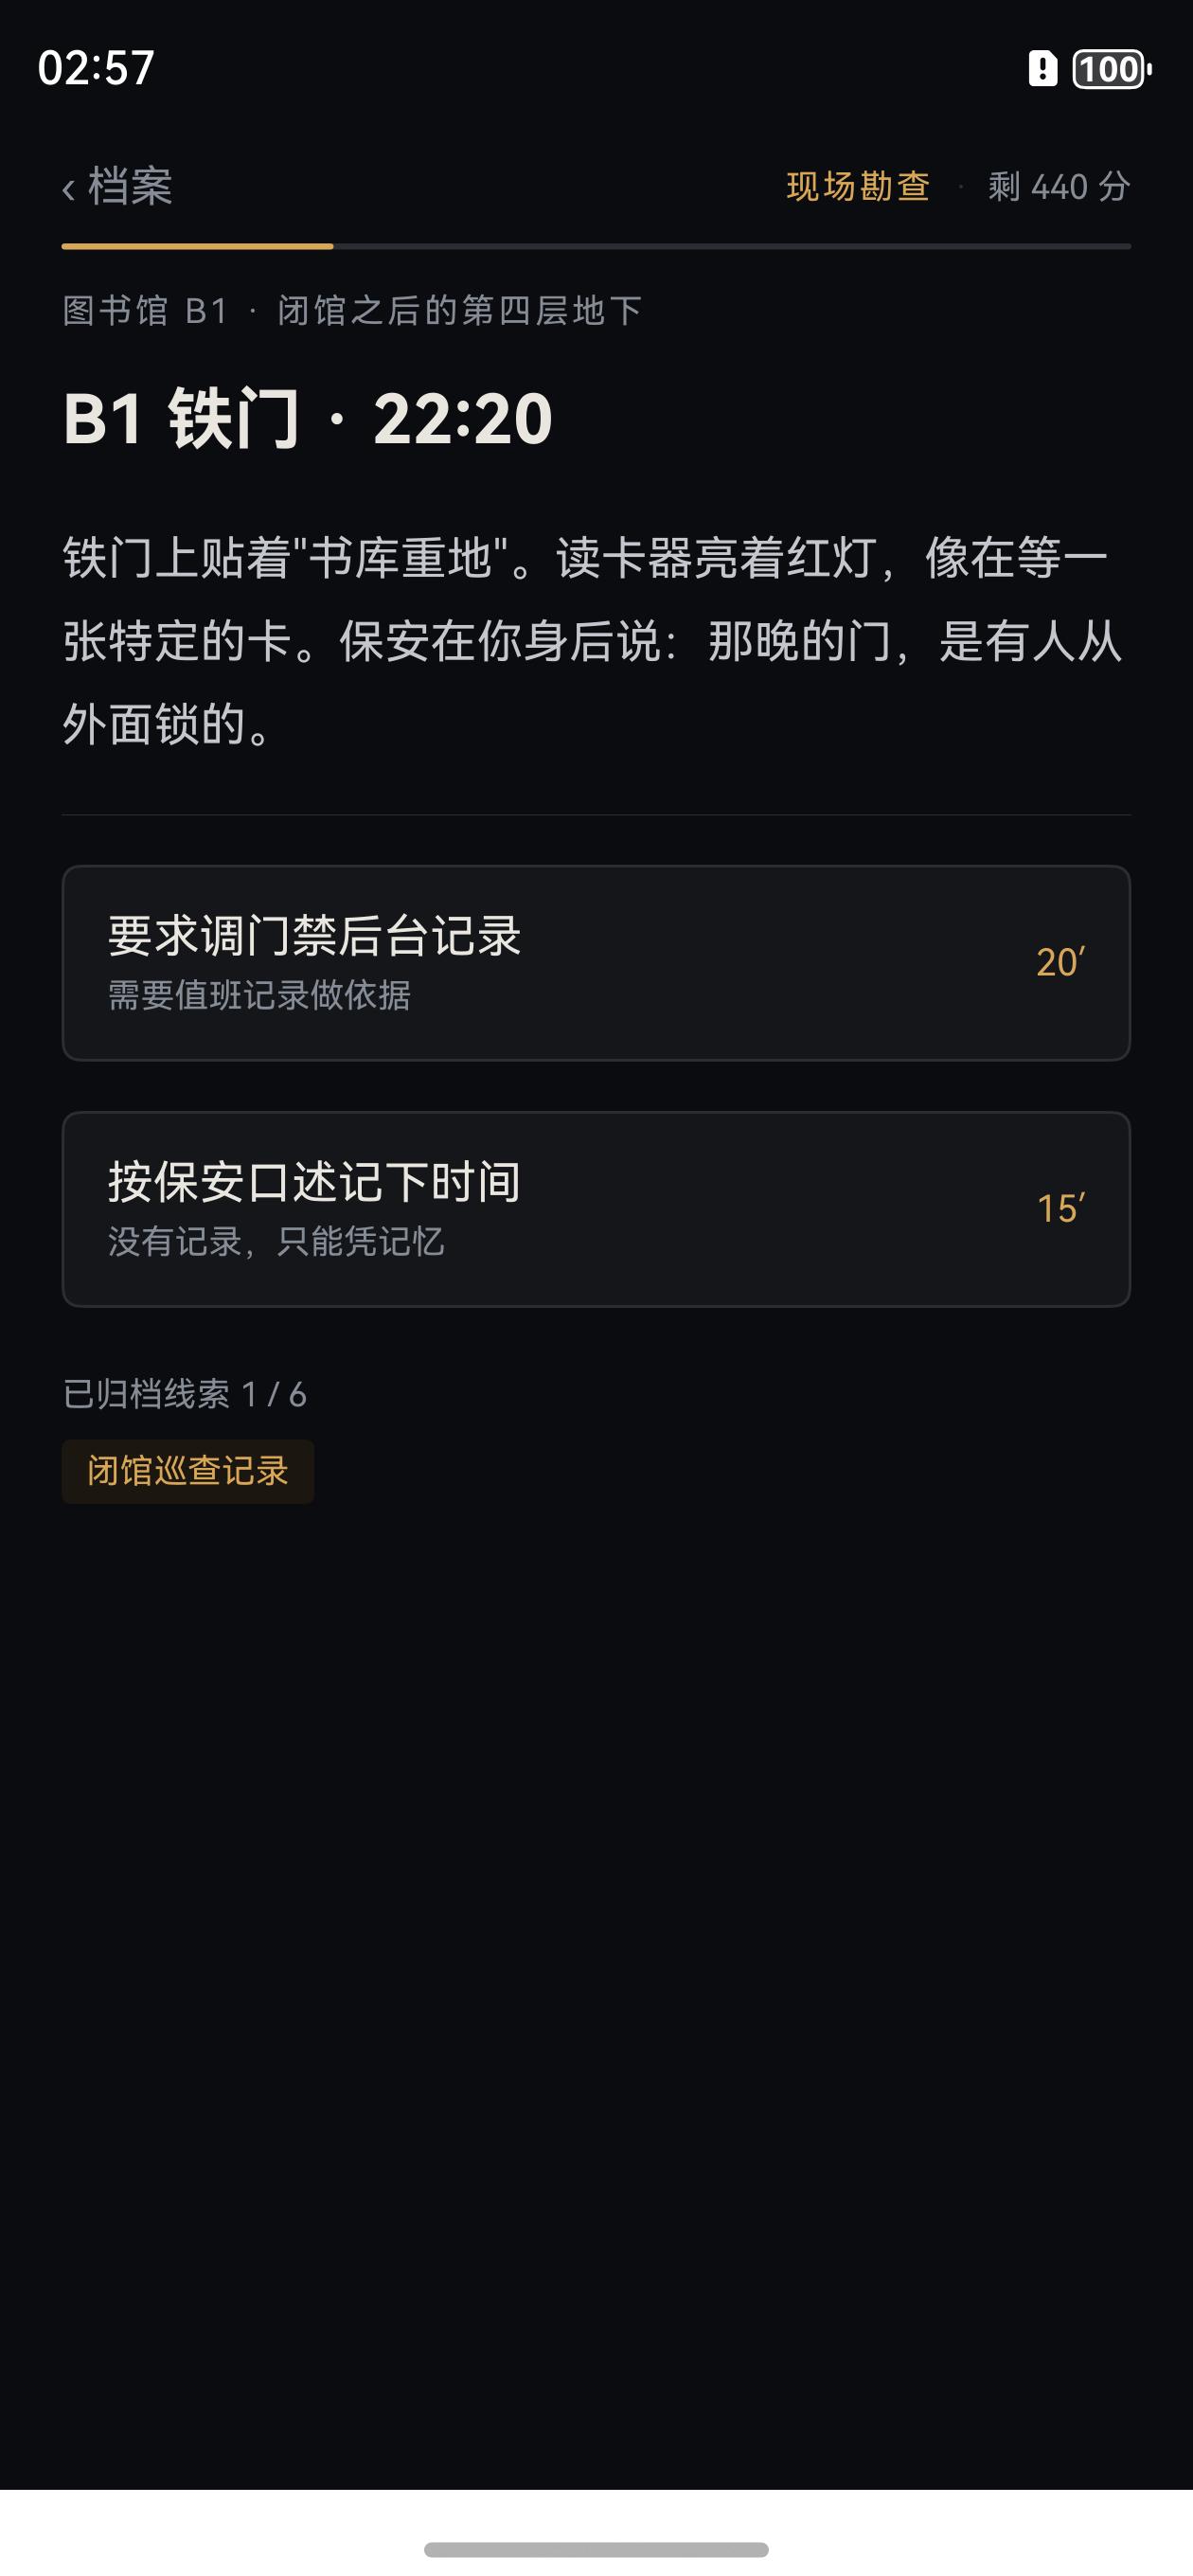 02:57
100
‹ 档案
现场勘查 · 剩 440 分
图书馆 B1 · 闭馆之后的第四层地下
B1 铁门 · 22:20
铁门上贴着"书库重地"。读卡器亮着红灯，像在等一
张特定的卡。保安在你身后说：那晚的门，是有人从
外面锁的。
要求调门禁后台记录
需要值班记录做依据
20′
按保安口述记下时间
没有记录，只能凭记忆
15′
已归档线索 1 / 6
闭馆巡查记录